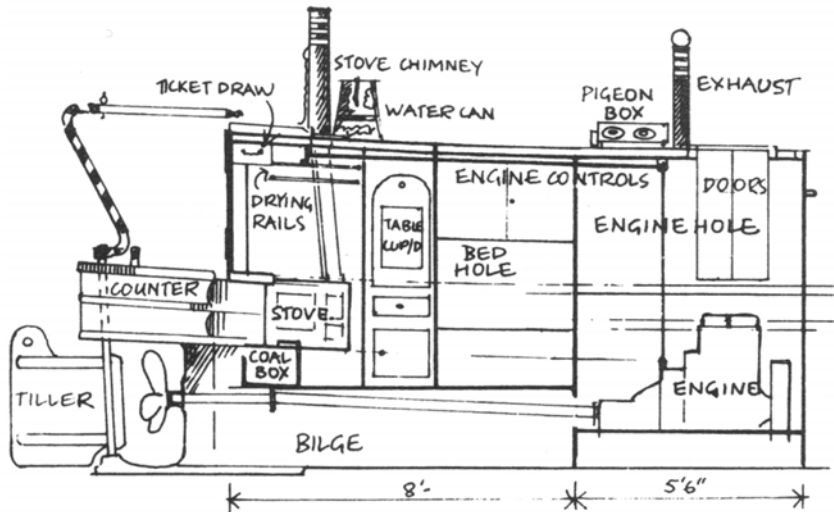 STOVE CHIMNEY
TICKET DRAW
WATER CAN
PIGEON
BOX
EXHAUST
DRYING
RAILS
TABLE
CUP/D
ENGINE CONTROLS
DOORS
ENGINE HOLE
BED
HOLE
COUNTER
STOVE
COAL
BOX
TILLER
ENGINE
BILGE
8'-
5'6"